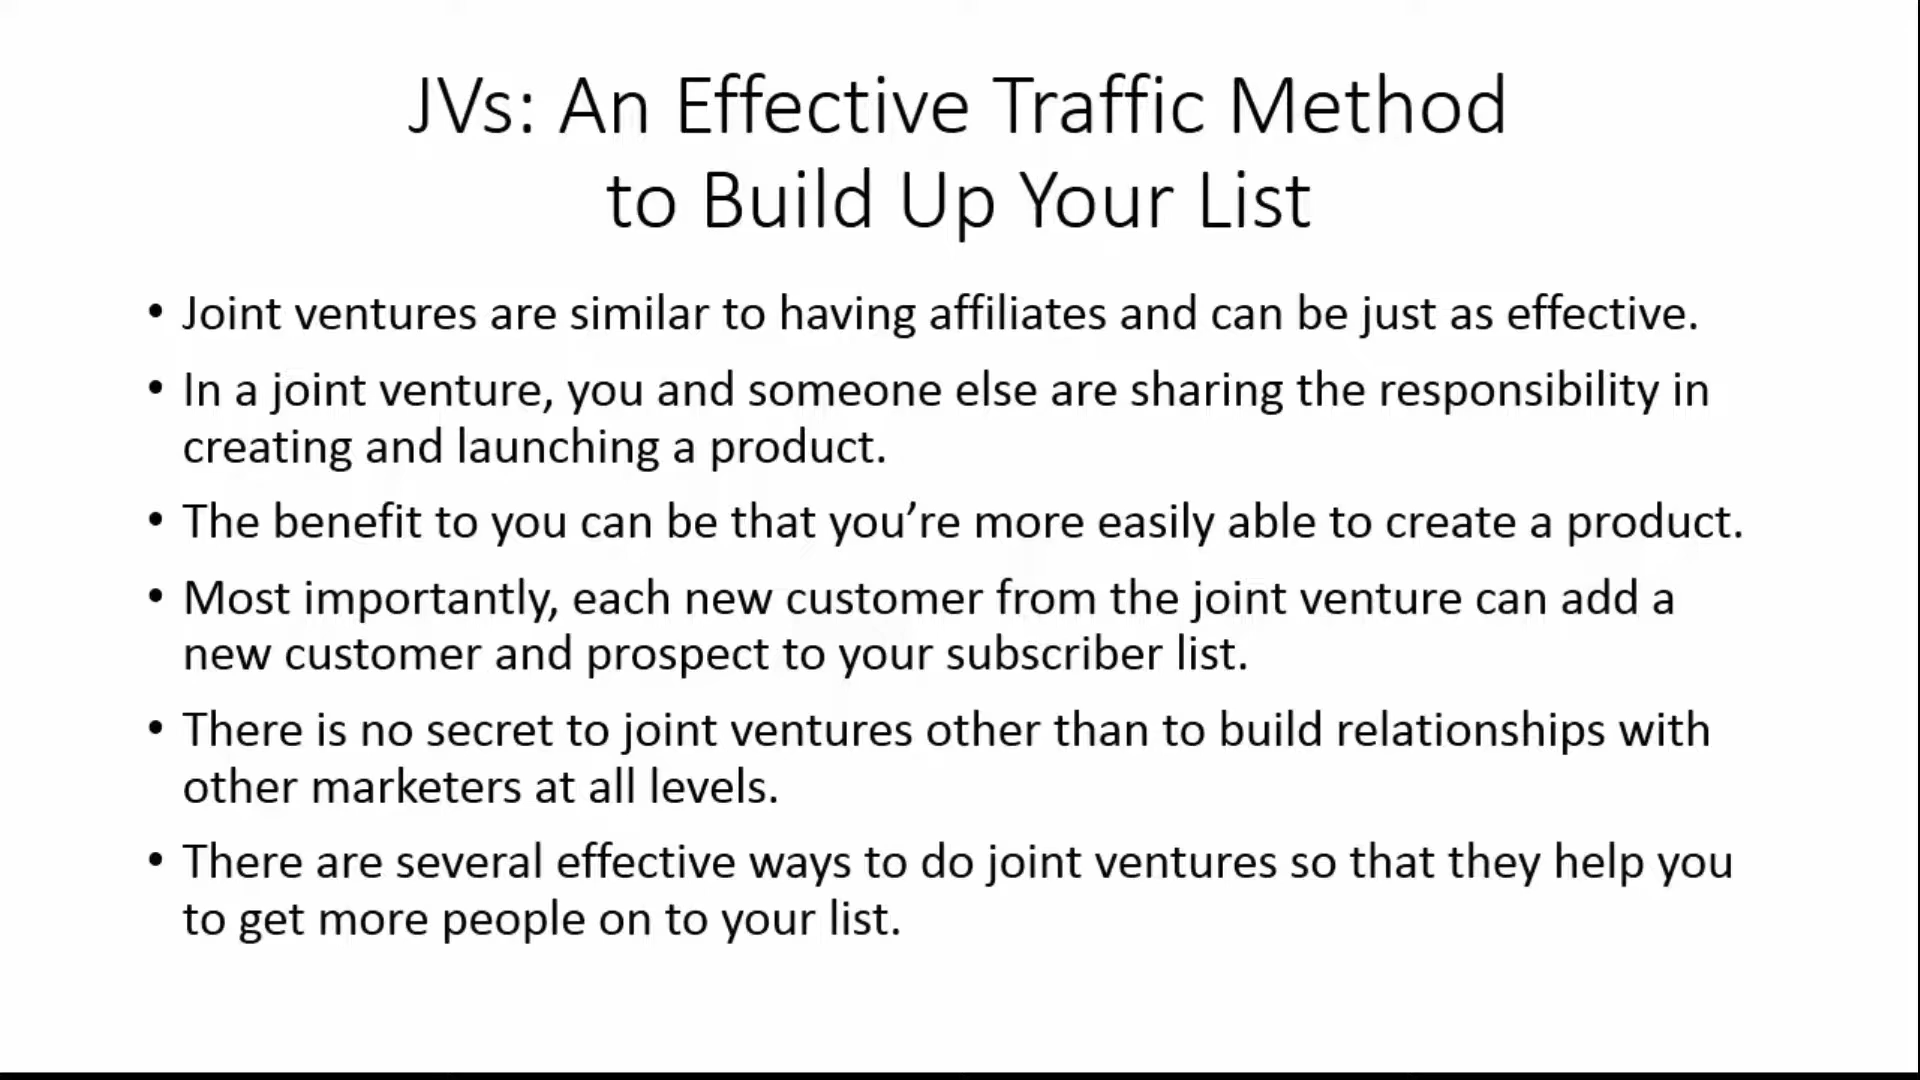 JVs: An Effective Traffic Method
to Build Up Your List
• Joint ventures are similar to having affiliates and can be just as effective.
• In a joint venture, you and someone else are sharing the responsibility in
creating and launching a product.
• The benefit to you can be that you’re more easily able to create a product.
• Most importantly, each new customer from the joint venture can add a
new customer and prospect to your subscriber list.
• There is no secret to joint ventures other than to build relationships with
other marketers at all levels.
• There are several effective ways to do joint ventures so that they help you
to get more people on to your list.